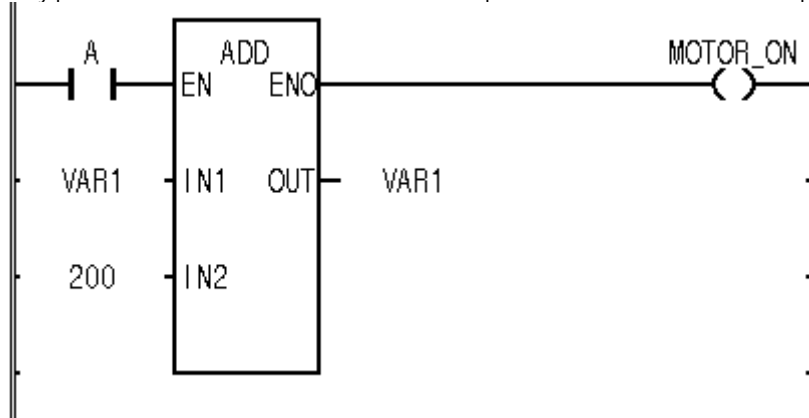 A ADD MOTOR_ON
EN ENO
VAR1 IN1 OUT VAR1
200 IN2